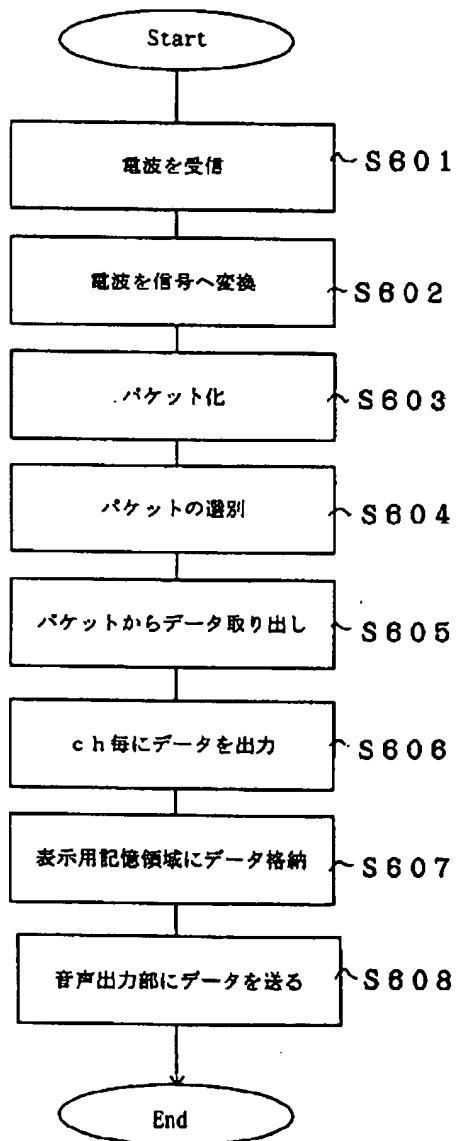 Start
電波を受信
~S601
電波を信号へ変換
~S602
パケット化
~S603
パケットの選別
~S604
パケットからデータ取り出し
~S605
ch毎にデータを出力
~S606
表示用記憶領域にデータ格納
~S607
音声出力部にデータを送る
~S608
End